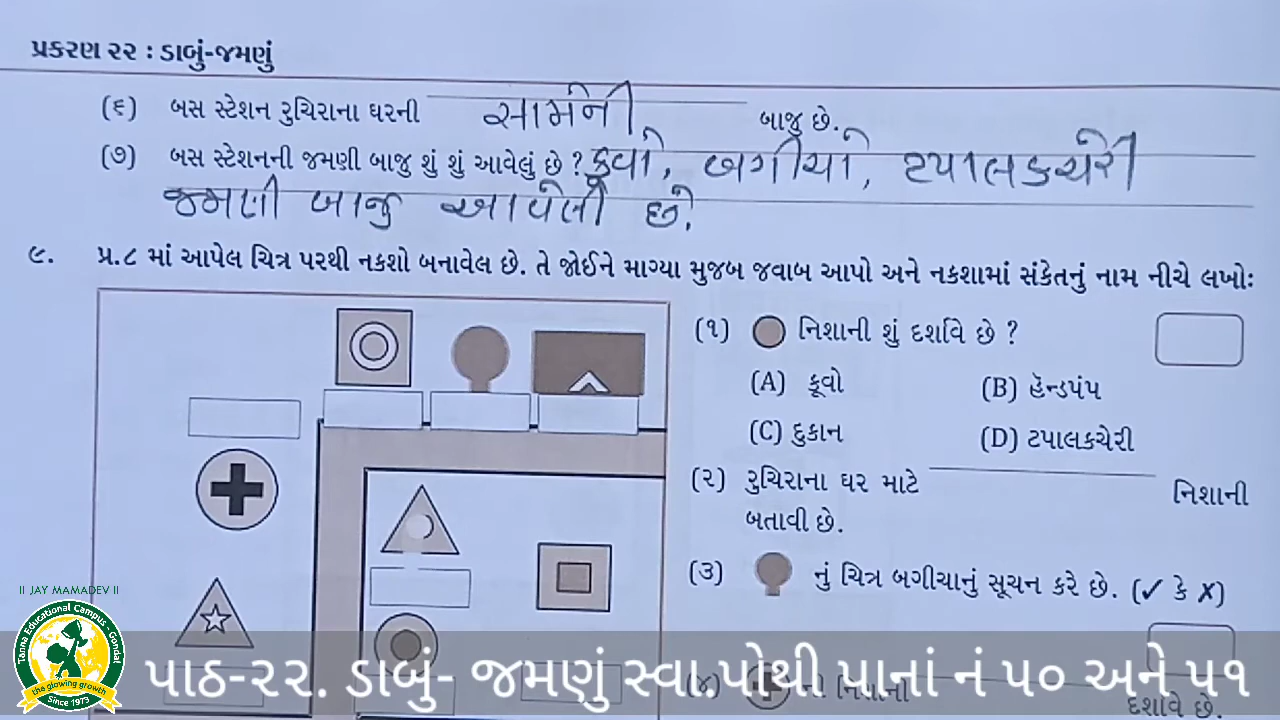 પ્રકરણ ૨૨ : ડાબું-જમણું
(૬) બસ સ્ટેશન રુચિરાના ઘરની સામેની બાજુ છે.
(૭) બસ સ્ટેશનની જમણી બાજુ શું શું આવેલું છે ? કુવો, બગીચો, ટપાલકચેરી
જમણી બાજુ આવેલી છે.
૯. પ્ર.૮ માં આપેલ ચિત્ર પરથી નકશો બનાવેલ છે. તે જોઈને માગ્યા મુજબ જવાબ આપો અને નકશામાં સંકેતનું નામ નીચે લખોઃ
(૧) નિશાની શું દર્શાવે છે ?
(A) કૂવો (B) હૅન્ડપંપ
(C) દુકાન (D) ટપાલકચેરી
(૨) રુચિરાના ઘર માટે નિશાની
બતાવી છે.
(૩) નું ચિત્ર બગીચાનું સૂચન કરે છે. (✓ કે ✗)
(૪) ની નિશાની
દર્શાવે છે.
॥ JAY MAMADEV ॥
Tanna Educational Campus - Gondal
the glowing growth
Since 1973
પાઠ-૨૨. ડાબું- જમણું સ્વા.પોથી પાનાં નં ૫૦ અને ૫૧